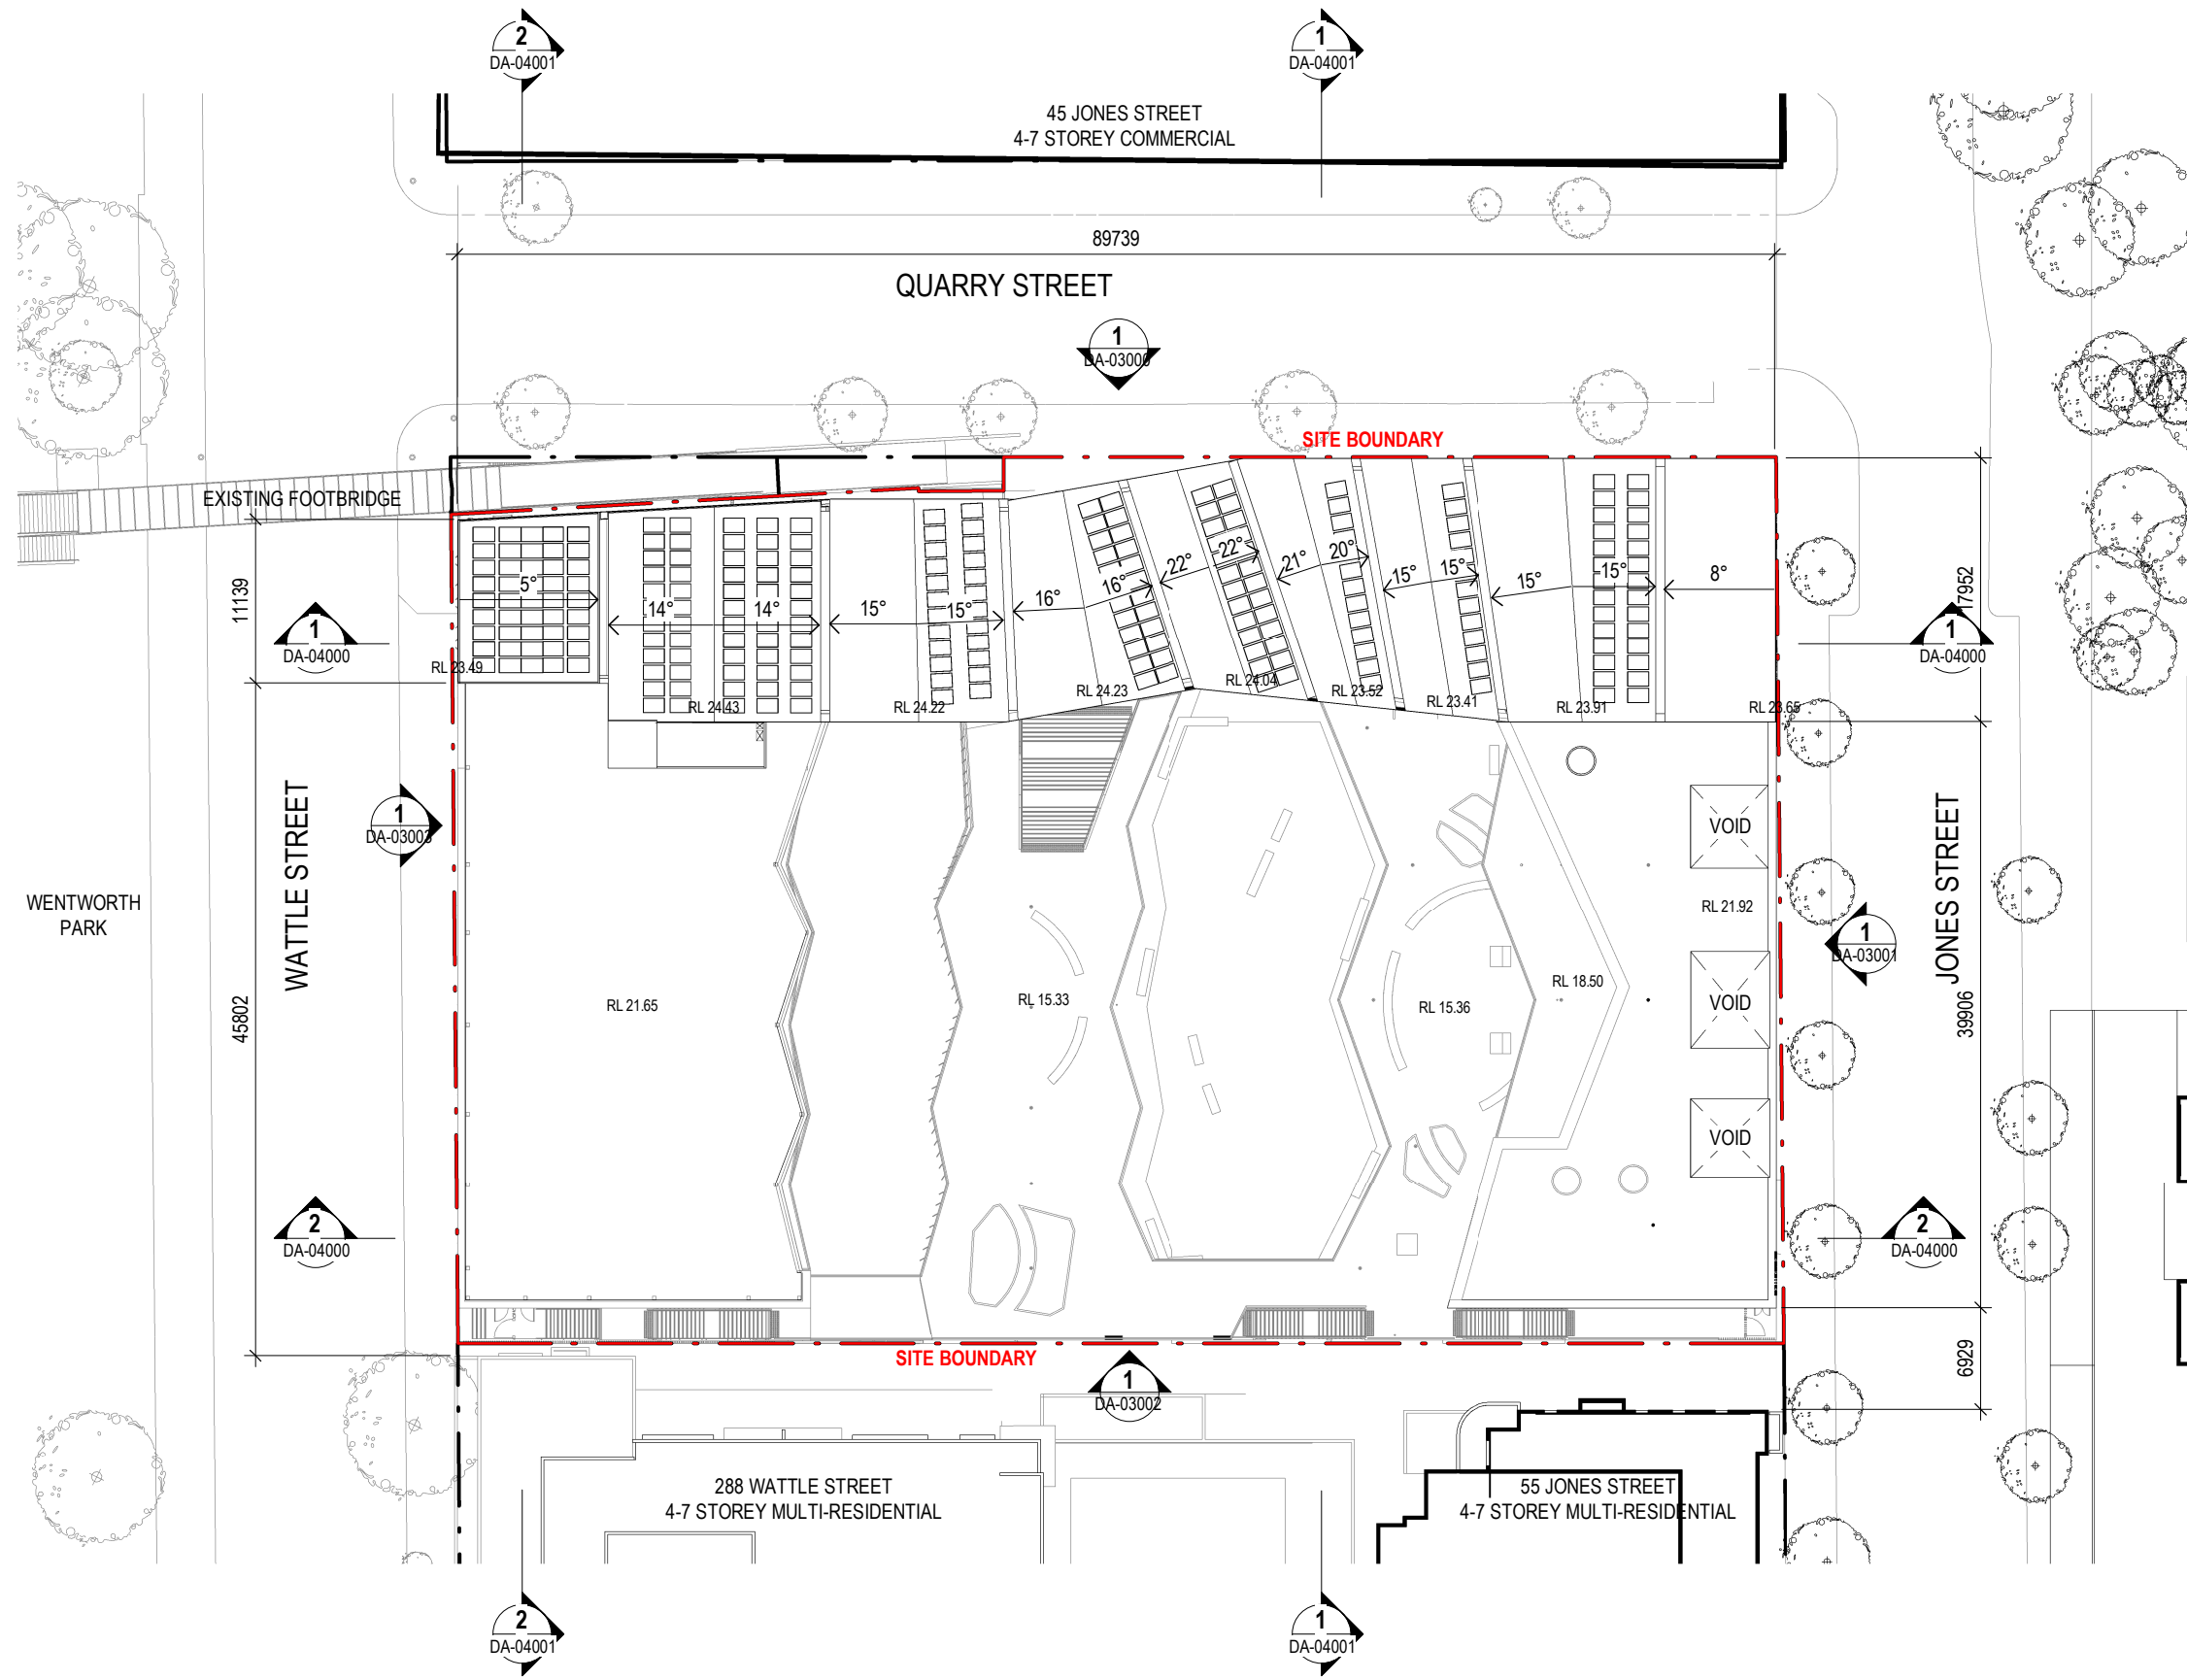 2
DA-04001
1
DA-04001
45 JONES STREET
4-7 STOREY COMMERCIAL
89739
QUARRY STREET
1
DA-03000
SITE BOUNDARY
EXISTING FOOTBRIDGE
11139
5°
14°
14°
15°
15°
16°
16°
22°
22°
21°
20°
15°
15°
15°
15°
8°
17952
1
DA-04000
1
DA-04000
RL 23.49
RL 24.43
RL 24.22
RL 24.23
RL 24.04
RL 23.52
RL 23.41
RL 23.91
RL 23.65
WATTLE STREET
1
DA-03003
VOID
JONES STREET
WENTWORTH
PARK
RL 21.92
1
DA-03001
45802
RL 21.65
RL 15.33
RL 15.36
RL 18.50
VOID
39906
VOID
2
DA-04000
2
DA-04000
SITE BOUNDARY
1
DA-03002
6929
288 WATTLE STREET
4-7 STOREY MULTI-RESIDENTIAL
55 JONES STREET
4-7 STOREY MULTI-RESIDENTIAL
2
DA-04001
1
DA-04001